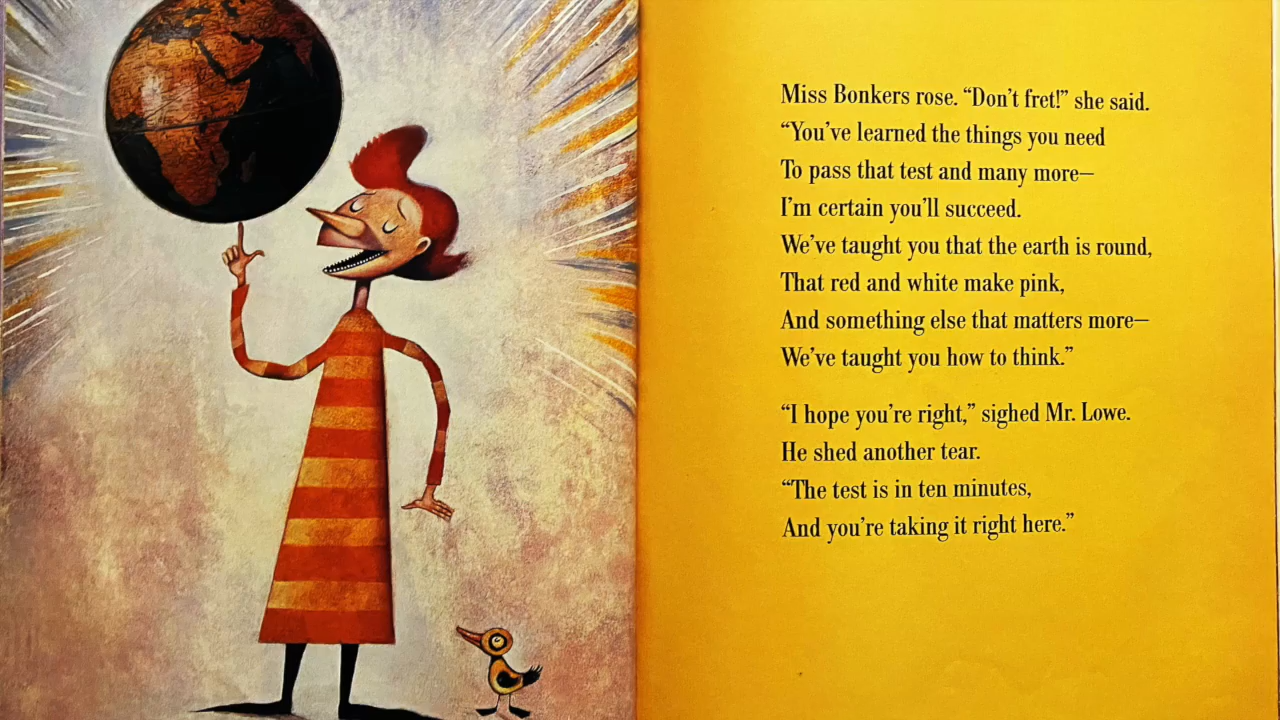 Miss Bonkers rose. “Don’t fret!” she said.
“You’ve learned the things you need
To pass that test and many more—
I’m certain you’ll succeed.
We’ve taught you that the earth is round,
That red and white make pink,
And something else that matters more—
We’ve taught you how to think.”
“I hope you’re right,” sighed Mr. Lowe.
He shed another tear.
“The test is in ten minutes,
And you’re taking it right here.”